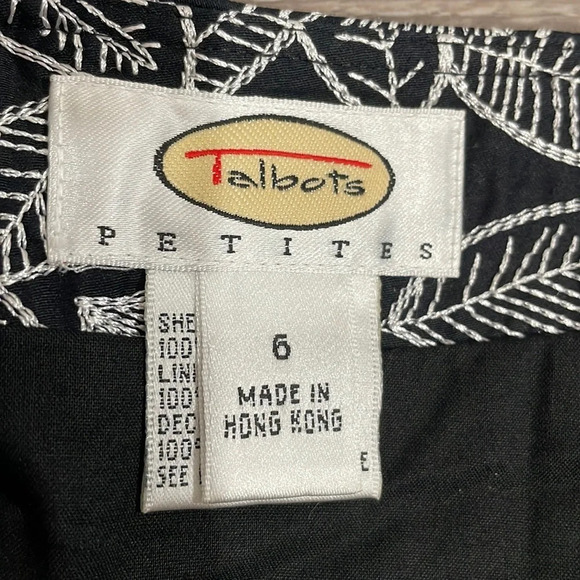 Talbots
PETITES
6
MADE IN
HONG KONG
E
SHE
100
LIN
100
DEC
100
SEE